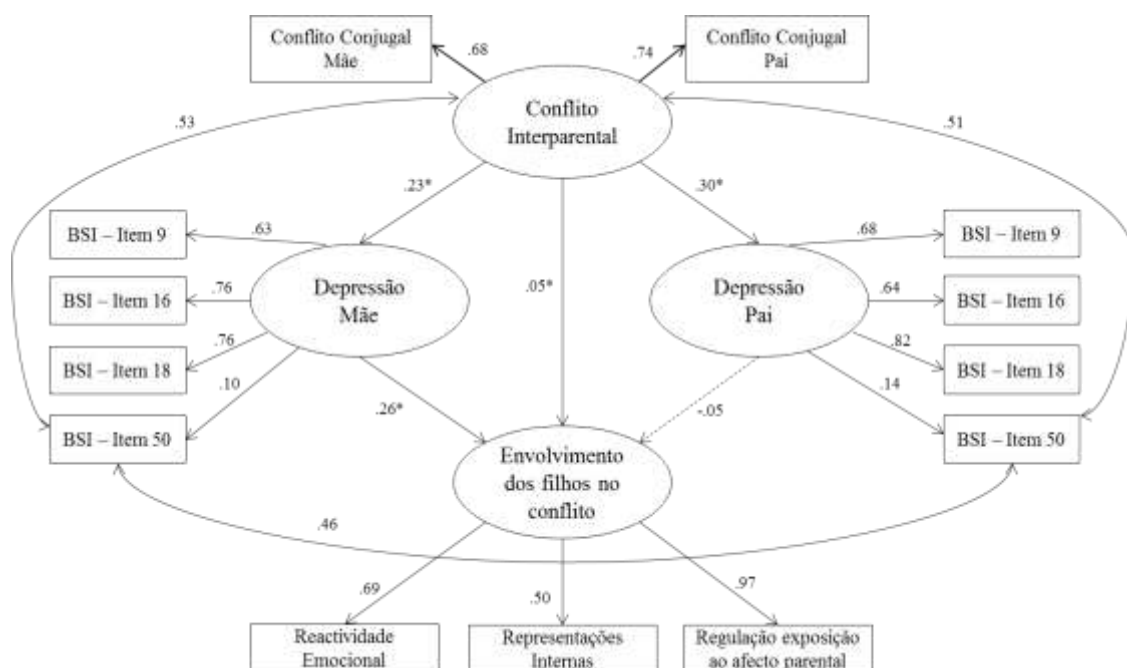 Conflito Conjugal
Mãe
.68
.74
Conflito Conjugal
Pai
Conflito
Interparental
.53
.51
.23*
.30*
BSI – Item 9
.63
.68
BSI – Item 9
Depressão
Mãe
.05*
Depressão
Pai
BSI – Item 16
.76
.64
BSI – Item 16
BSI – Item 18
.76
.82
BSI – Item 18
.10
.14
BSI – Item 50
.26*
-.05
BSI – Item 50
Envolvimento
dos filhos no
conflito
.46
.69
.50
.97
Reactividade
Emocional
Representações
Internas
Regulação exposição
ao afecto parental